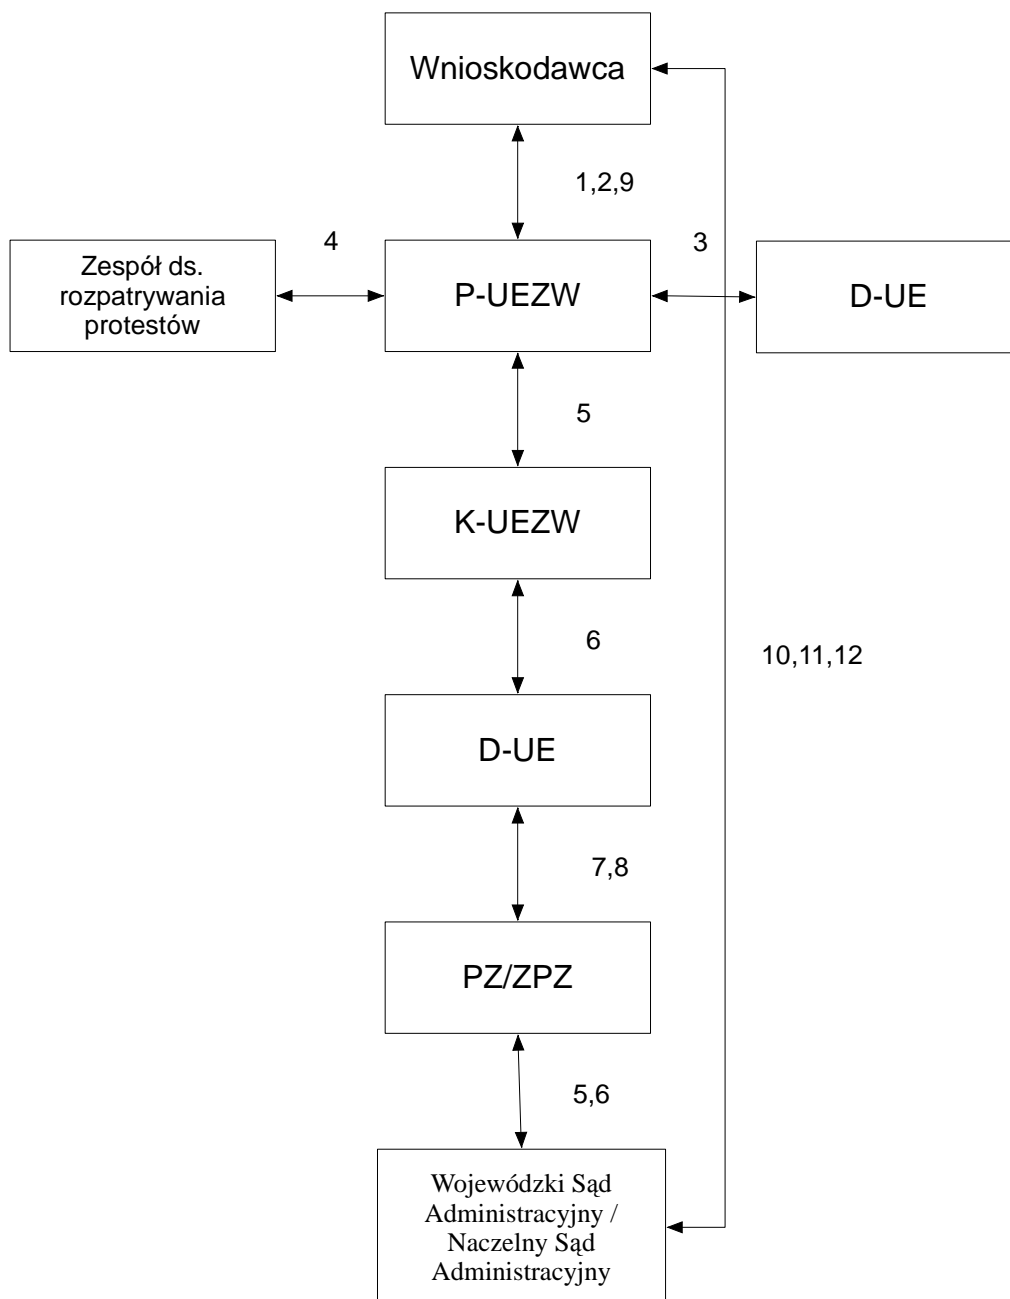 Wnioskodawca
1,2,9
4
3
Zespół ds.
rozpatrywania
protestów
P-UEZW
D-UE
5
K-UEZW
6
10,11,12
D-UE
7,8
PZ/ZPZ
5,6
Wojewódzki Sąd
Administracyjny /
Naczelny Sąd
Administracyjny